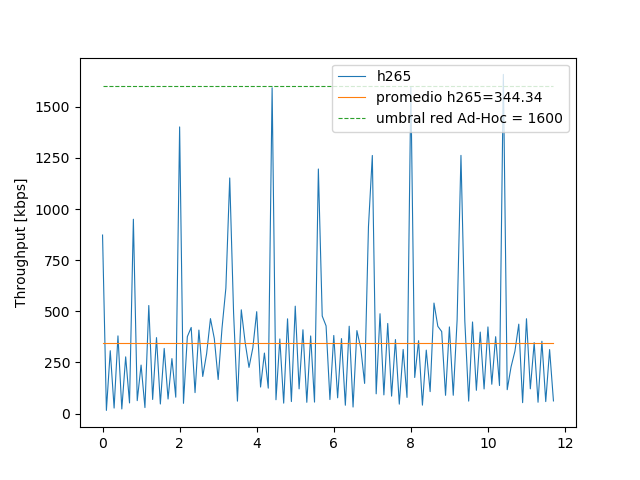 h265
promedio h265=344.34
umbral red Ad-Hoc = 1600
Throughput [kbps]
1500
1250
1000
750
500
250
0
0 2 4 6 8 10 12